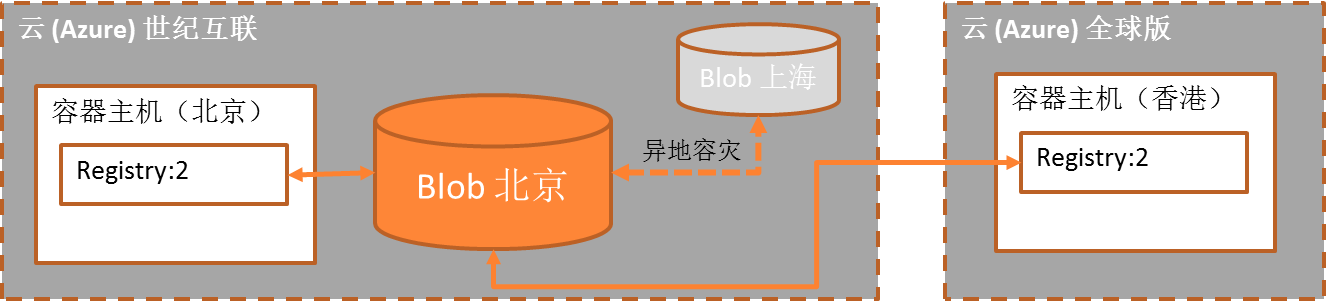 云 (Azure) 世纪互联
Blob 上海
容器主机（北京）
Registry:2
异地容灾
Blob 北京
云 (Azure) 全球版
容器主机（香港）
Registry:2